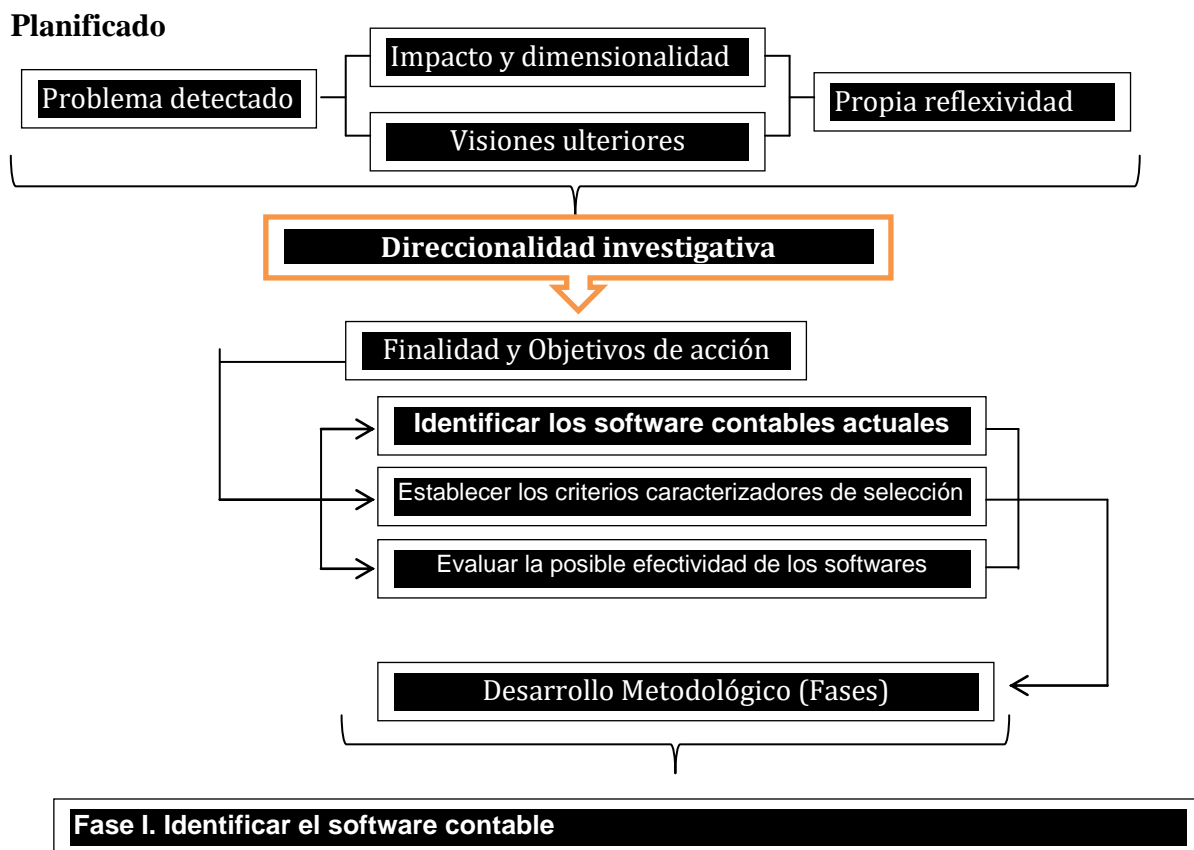 Planificado
Impacto y dimensionalidad
Problema detectado
Propia reflexividad
Visiones ulteriores
Direccionalidad investigativa
Finalidad y Objetivos de acción
Identificar los software contables actuales
Establecer los criterios caracterizadores de selección
Evaluar la posible efectividad de los softwares
Desarrollo Metodológico (Fases)
Fase I. Identificar el software contable